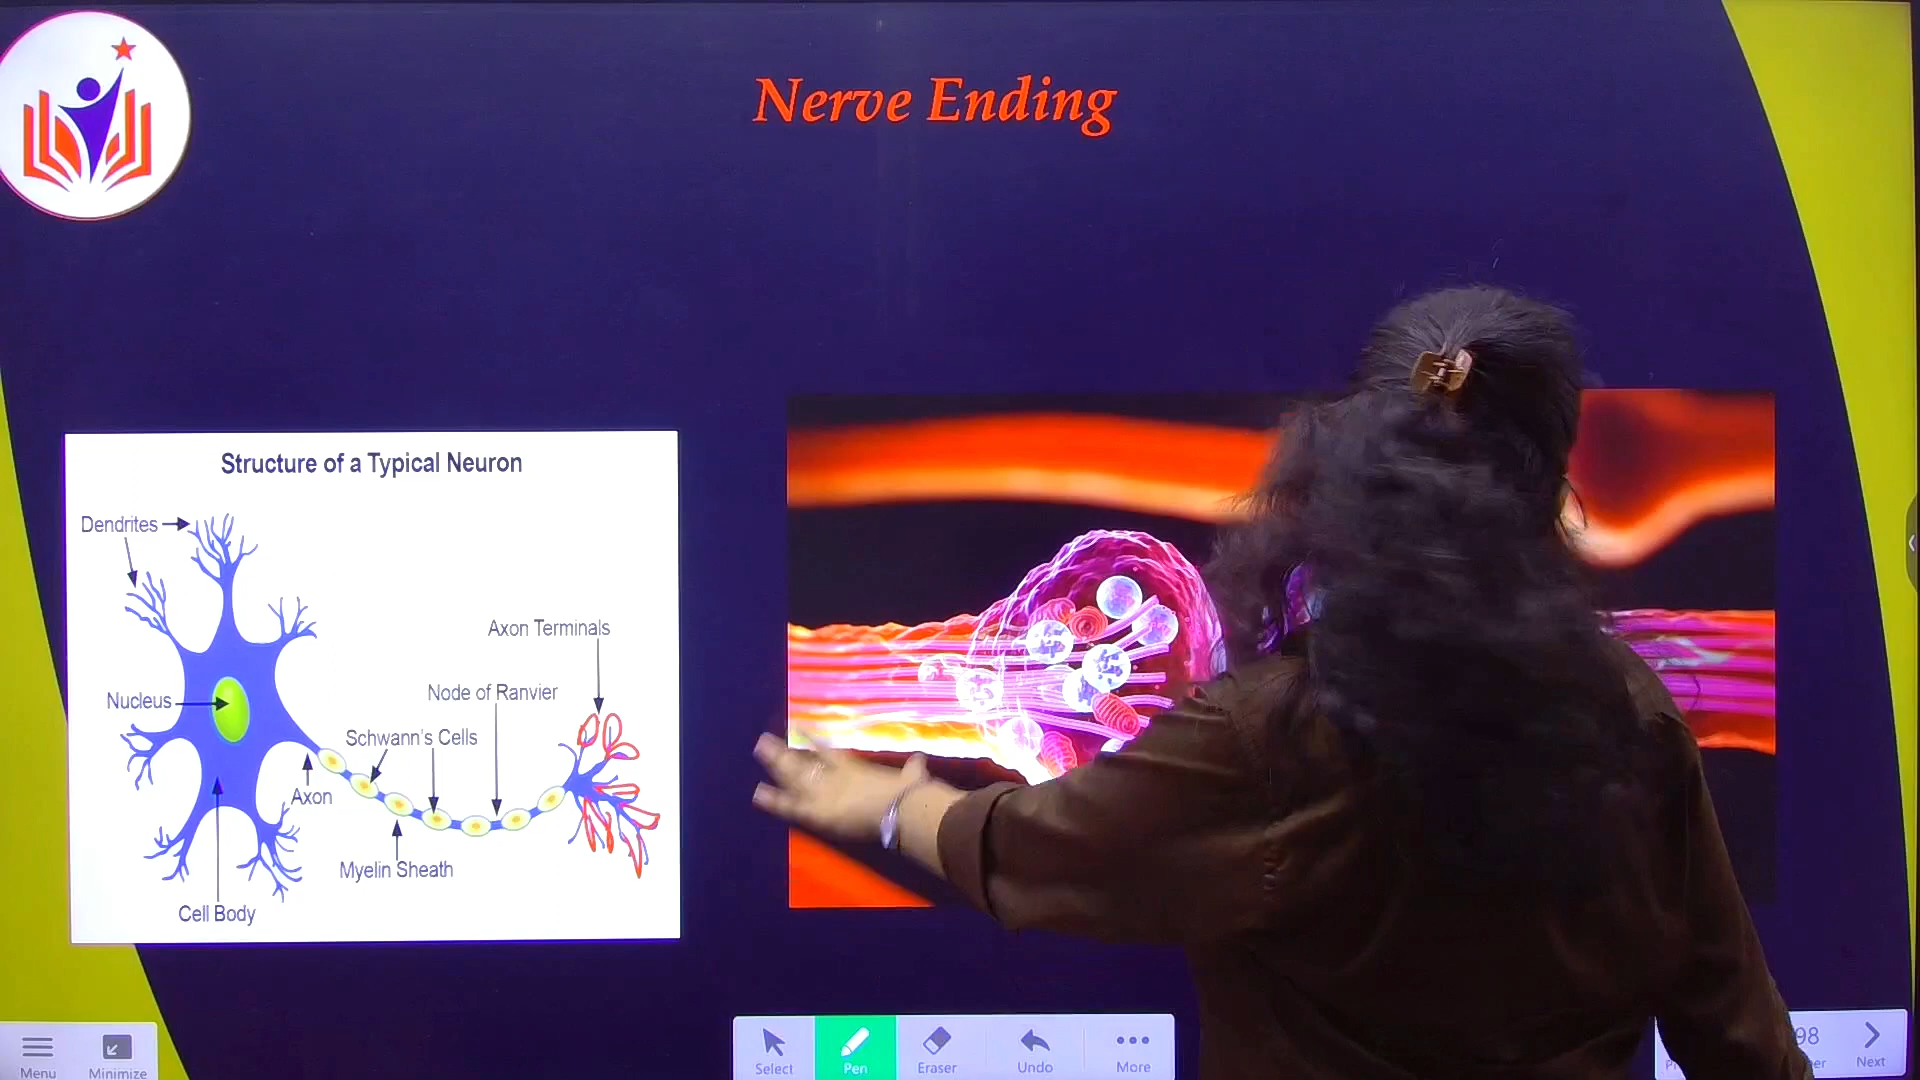 Nerve Ending
Structure of a Typical Neuron
Dendrites
Axon Terminals
Node of Ranvier
Nucleus
Schwann's Cells
Axon
Myelin Sheath
Cell Body
Menu
Minimize
Select
Pen
Eraser
Undo
More
98
Next